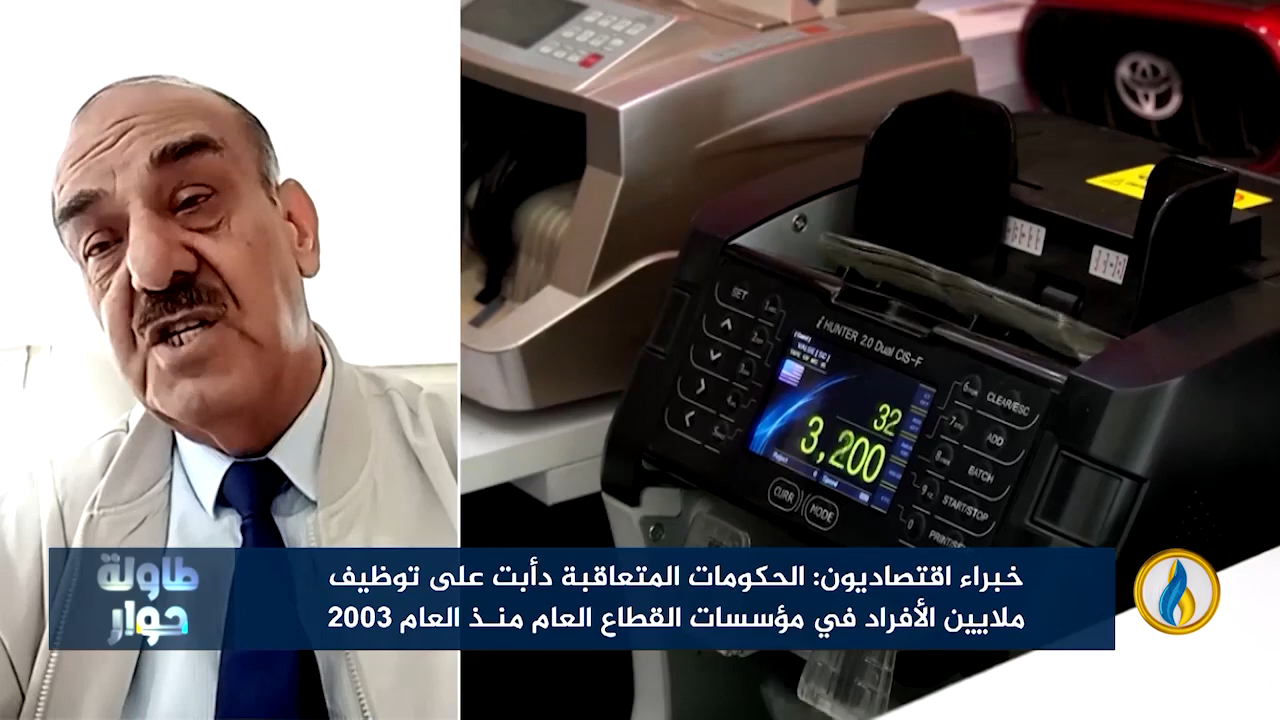 SET
CLEAR/ESC
ADD
BATCH
START/STOP
CURR
MODE
HUNTER 2.0 Dual CIS-F
32
3,200
طاولة
حوار
خبراء اقتصاديون: الحكومات المتعاقبة دأبت على توظيف
ملايين الأفراد في مؤسسات القطاع العام منذ العام 2003